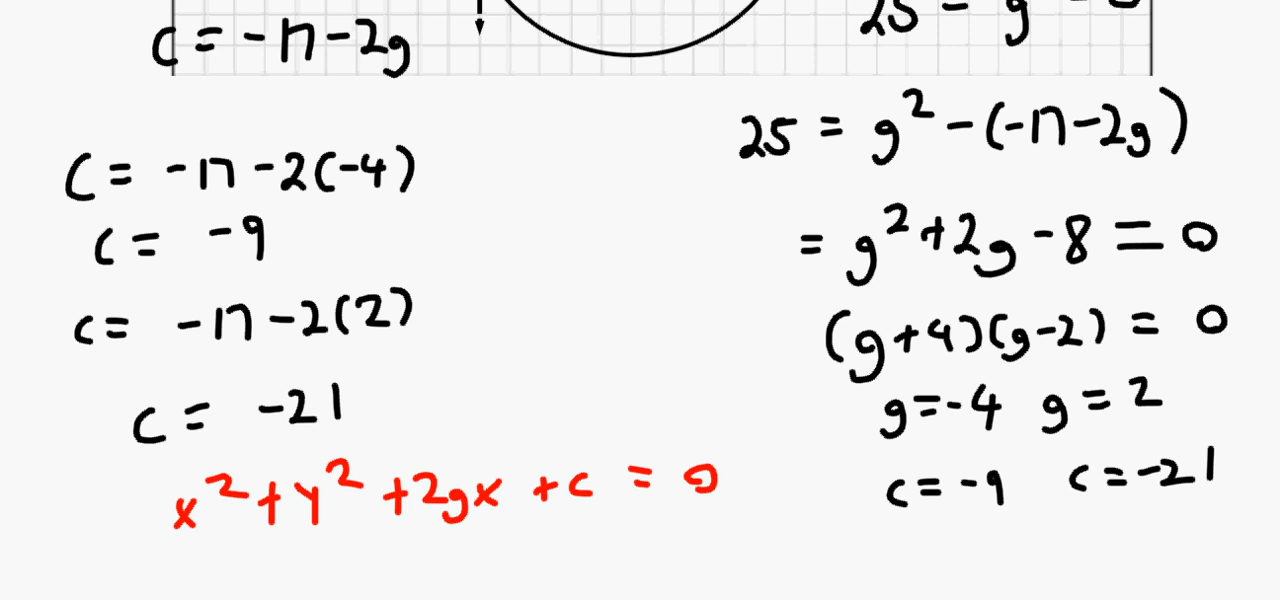 c = -17-2g
25 = g² - (-17-2g)
C = -17-2(-4)
c = -9
= g²+2g-8 = 0
c = -17-2(2)
(g+4)(g-2) = 0
c = -21
g=-4 g=2
c=-9 c=-21
x²+y²+2gx+c = 0